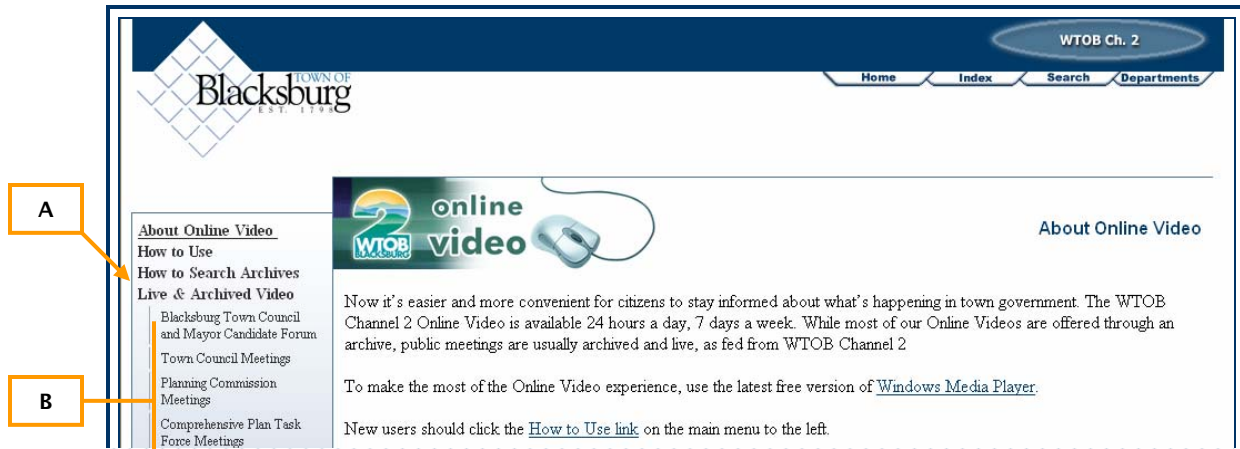 WTOB Ch. 2
Home Index Search Departments
TOWN OF
Blacksburg
EST. 1798
A
B
About Online Video
How to Use
How to Search Archives
Live & Archived Video
Blacksburg Town Council
and Mayor Candidate Forum
Town Council Meetings
Planning Commission
Meetings
Comprehensive Plan Task
Force Meetings
2
WTOB
BLACKSBURG
online
video
About Online Video
Now it's easier and more convenient for citizens to stay informed about what's happening in town government. The WTOB
Channel 2 Online Video is available 24 hours a day, 7 days a week. While most of our Online Videos are offered through an
archive, public meetings are usually archived and live, as fed from WTOB Channel 2
To make the most of the Online Video experience, use the latest free version of Windows Media Player.
New users should click the How to Use link on the main menu to the left.